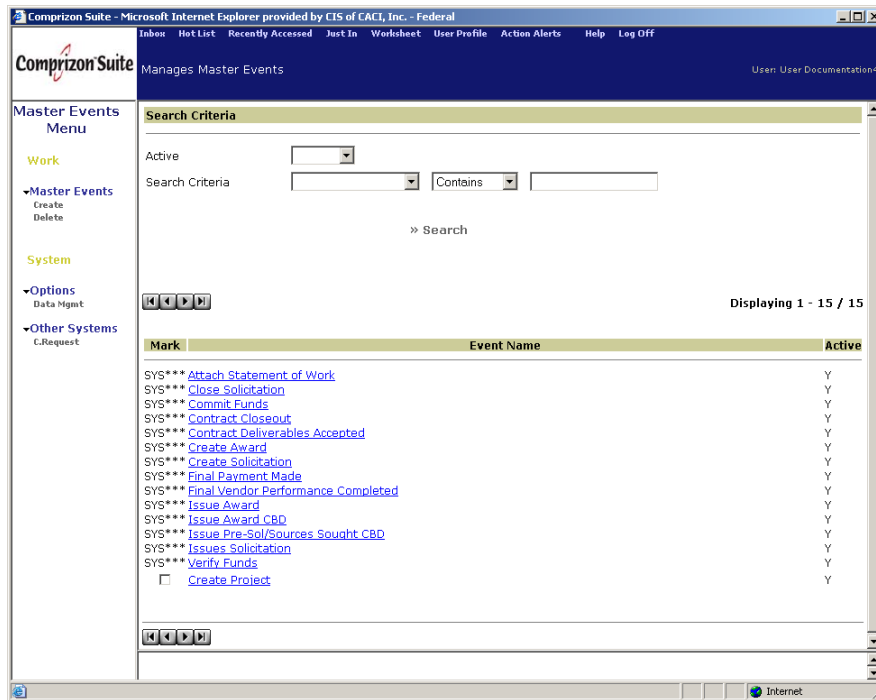 Comprizon Suite - Microsoft Internet Explorer provided by CIS of CACI, Inc. - Federal
Inbox Hot List Recently Accessed Just In Worksheet User Profile Action Alerts Help Log Off
Comprizon Suite
Manages Master Events
User: User Documentation4
Master Events
Menu
Work
Master Events
Create
Delete
System
Options
Data Mgmt
Other Systems
C.Request
Search Criteria
Active
Search Criteria Contains
» Search
Displaying 1 - 15 / 15
Mark Event Name Active
SYS*** Attach Statement of Work Y
SYS*** Close Solicitation Y
SYS*** Commit Funds Y
SYS*** Contract Closeout Y
SYS*** Contract Deliverables Accepted Y
SYS*** Create Award Y
SYS*** Create Solicitation Y
SYS*** Final Payment Made Y
SYS*** Final Vendor Performance Completed Y
SYS*** Issue Award Y
SYS*** Issue Award CBD Y
SYS*** Issue Pre-Sol/Sources Sought CBD Y
SYS*** Issues Solicitation Y
SYS*** Verify Funds Y
Create Project Y
Internet